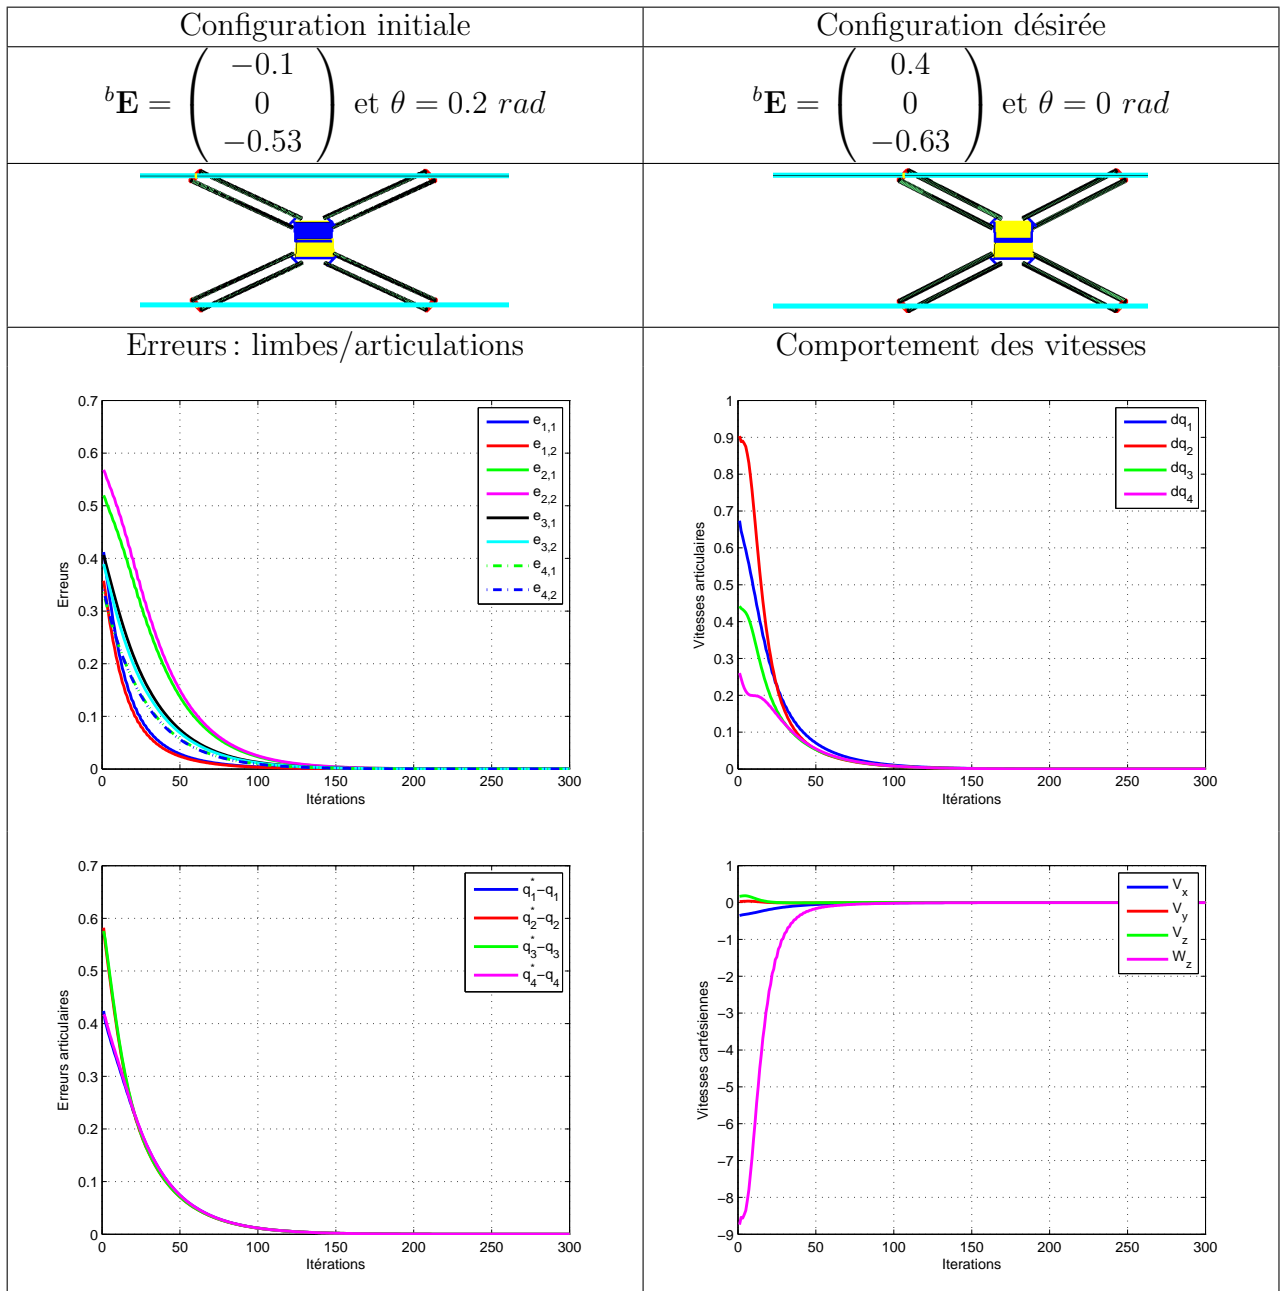 Configuration initiale
Configuration désirée
ᵇE = ( −0.1 0 −0.53 ) et θ = 0.2 rad
ᵇE = ( 0.4 0 −0.63 ) et θ = 0 rad
Erreurs : limbes/articulations
Comportement des vitesses
0.7
0.6
0.5
0.4
0.3
0.2
0.1
0
Erreurs
0 50 100 150 200 250 300
Itérations
e1,1
e1,2
e2,1
e2,2
e3,1
e3,2
e4,1
e4,2
1
0.9
0.8
0.7
0.6
0.5
0.4
0.3
0.2
0.1
0
Vitesses articulaires
0 50 100 150 200 250 300
Iterations
dq1
dq2
dq3
dq4
0.7
0.6
0.5
0.4
0.3
0.2
0.1
0
Erreurs articulaires
0 50 100 150 200 250 300
Itérations
q1*−q1
q2*−q2
q3*−q3
q4*−q4
1
0
−1
−2
−3
−4
−5
−6
−7
−8
−9
Vitesses cartésiennes
0 50 100 150 200 250 300
Iterations
Vx
Vy
Vz
Wz